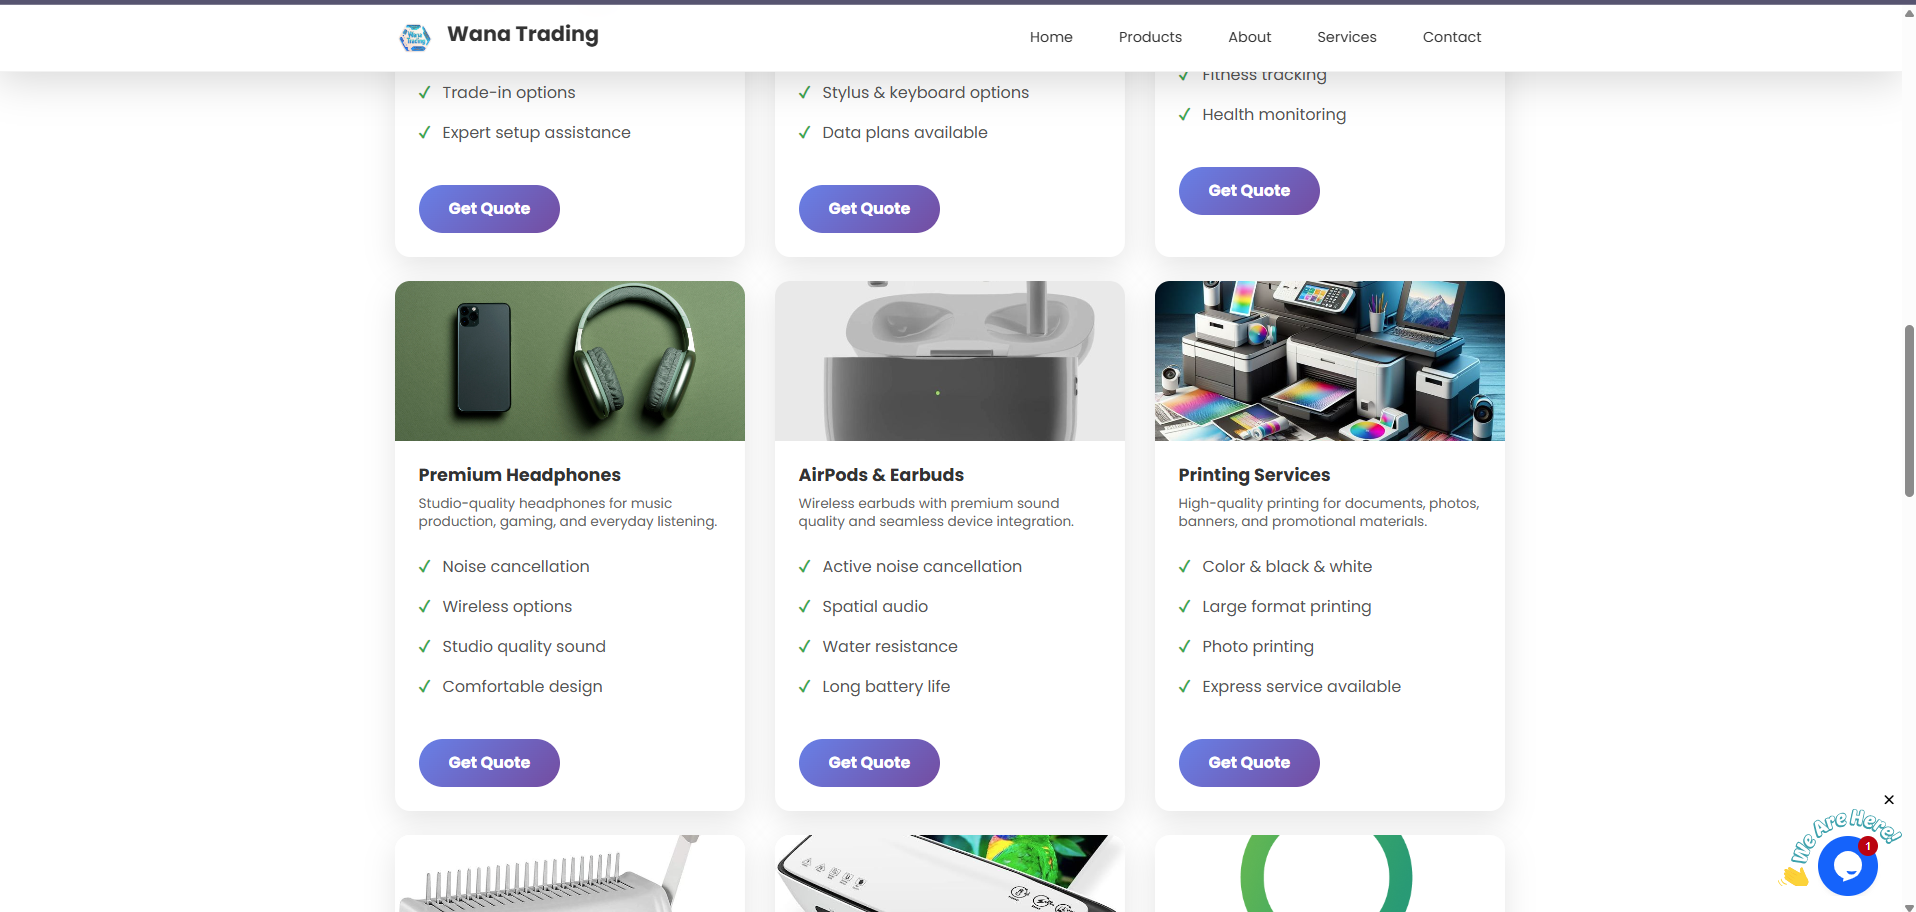 Wana Trading
Home
Products
About
Services
Contact
✓ Trade-in options
✓ Expert setup assistance
Get Quote
✓ Stylus & keyboard options
✓ Data plans available
Get Quote
✓ Fitness tracking
✓ Health monitoring
Get Quote
Premium Headphones
Studio-quality headphones for music
production, gaming, and everyday listening.
✓ Noise cancellation
✓ Wireless options
✓ Studio quality sound
✓ Comfortable design
Get Quote
AirPods & Earbuds
Wireless earbuds with premium sound
quality and seamless device integration.
✓ Active noise cancellation
✓ Spatial audio
✓ Water resistance
✓ Long battery life
Get Quote
Printing Services
High-quality printing for documents, photos,
banners, and promotional materials.
✓ Color & black & white
✓ Large format printing
✓ Photo printing
✓ Express service available
Get Quote
We Are Here!
1